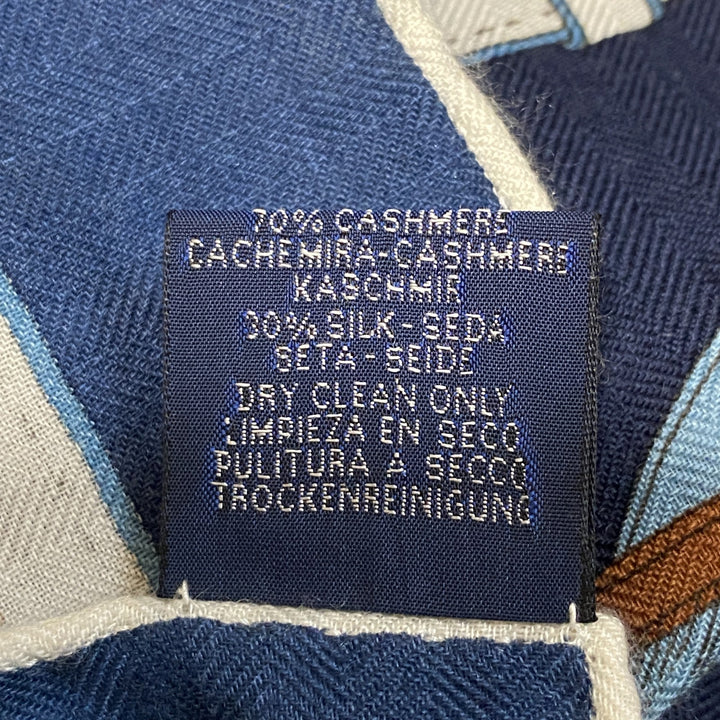 70% CASHMERE
CACHEMIRA-CASHMERE
KASCHMIR
30% SILK-SEDA
SETA-SEIDE
DRY CLEAN ONLY
LIMPIEZA EN SECO
PULITURA A SECCO
TROCKENREINIGUNG